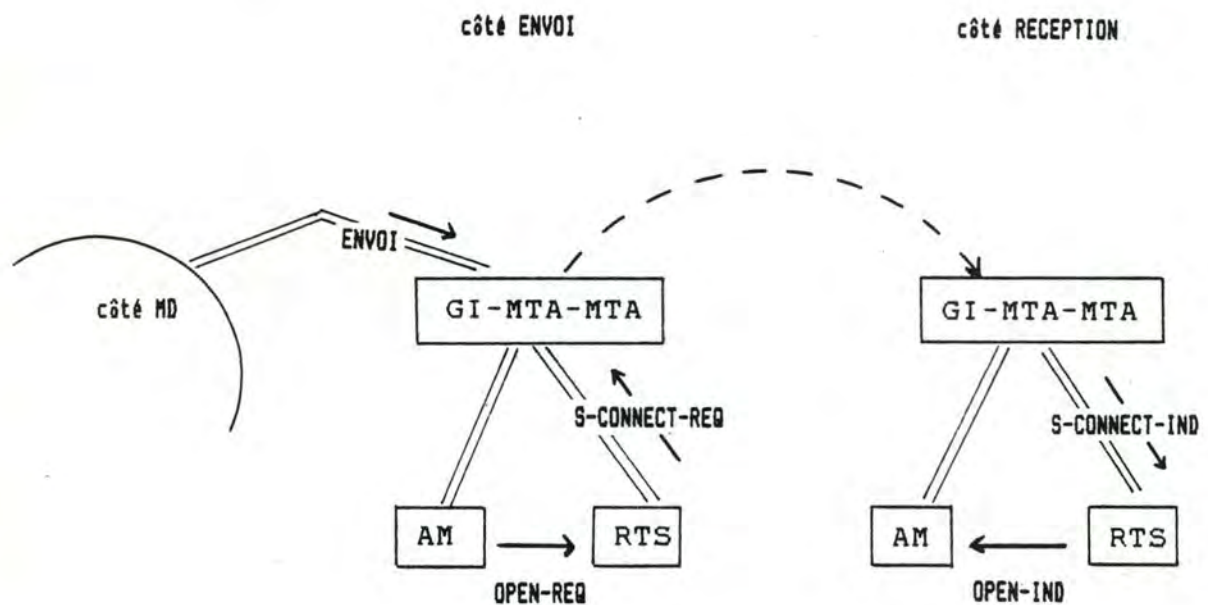 côté ENVOI
côté RECEPTION
ENVOI
côté MD
GI-MTA-MTA
GI-MTA-MTA
S-CONNECT-REQ
S-CONNECT-IND
AM
RTS
AM
RTS
OPEN-REQ
OPEN-IND